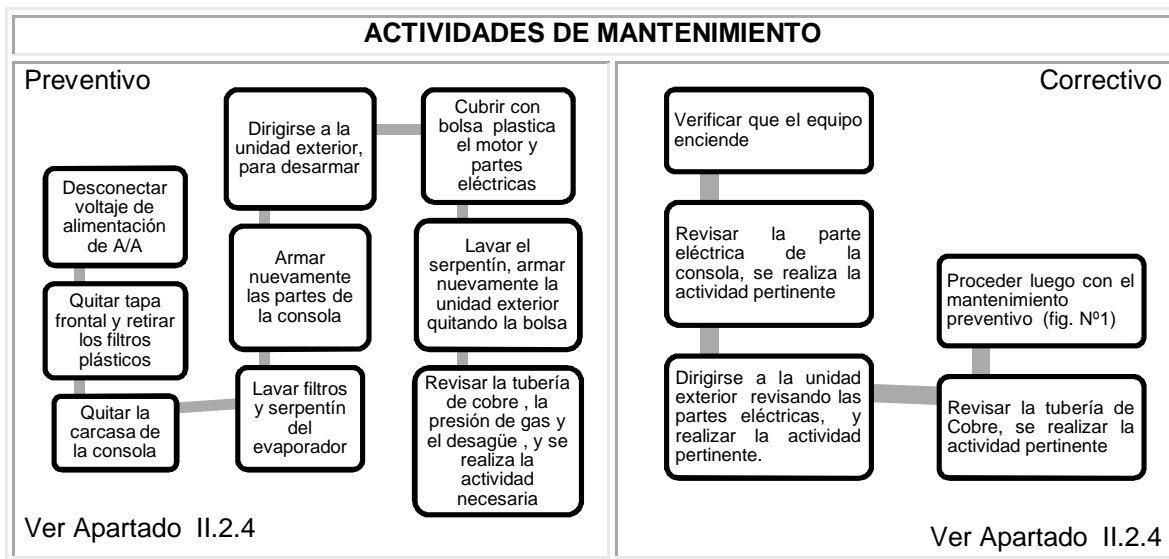 ACTIVIDADES DE MANTENIMIENTO
Preventivo
Desconectar
voltaje de
alimentación
de A/A
Quitar tapa
frontal y retirar
los filtros
plásticos
Quitar la
carcasa de
la consola
Lavar filtros
y serpentín
del
evaporador
Armar
nuevamente
las partes de
la consola
Dirigirse a la
unidad exterior,
para desarmar
Cubrir con
bolsa plastica
el motor y
partes
eléctricas
Lavar el
serpentín, armar
nuevamente la
unidad exterior
quitando la bolsa
Revisar la tubería
de cobre , la
presión de gas y
el desagüe , y se
realiza la
actividad
necesaria
Ver Apartado II.2.4
Correctivo
Verificar que el equipo
enciende
Revisar la parte
eléctrica de la
consola, se realiza la
actividad pertinente
Dirigirse a la unidad
exterior revisando las
partes eléctricas, y
realizar la actividad
pertinente.
Revisar la tubería de
Cobre, se realizar la
actividad pertinente
Proceder luego con el
mantenimiento
preventivo (fig. Nº1)
Ver Apartado II.2.4